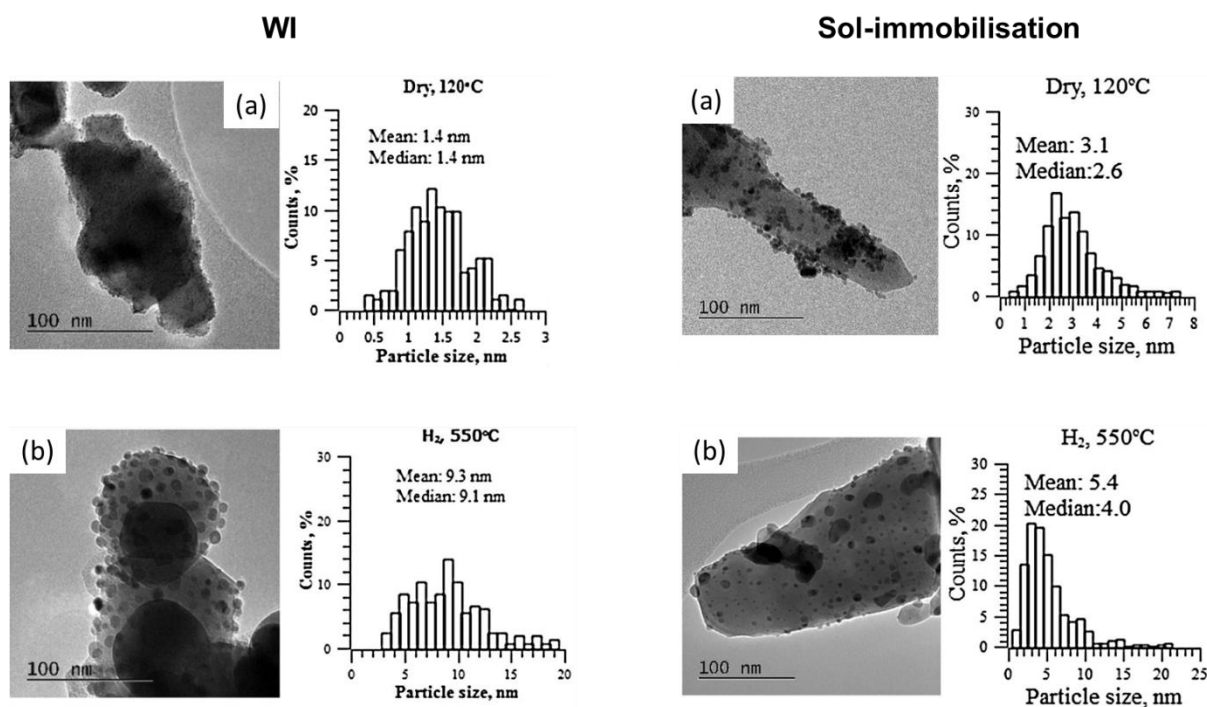 WI
Sol-immobilisation
(a)
Dry, 120°C
Mean: 1.4 nm
Median: 1.4 nm
Counts, %
20
15
10
5
0
0 0.5 1 1.5 2 2.5 3
Particle size, nm
100 nm
(a)
Dry, 120°C
Mean: 3.1
Median:2.6
Counts, %
30
20
10
0
0 1 2 3 4 5 6 7 8
Particle size, nm
100 nm
(b)
H₂, 550°C
Mean: 9.3 nm
Median: 9.1 nm
Counts, %
30
20
10
0
0 5 10 15 20
Particle size, nm
100 nm
(b)
H₂, 550°C
Mean: 5.4
Median:4.0
Counts, %
30
25
20
15
10
5
0
0 5 10 15 20 25
Particle size, nm
100 nm